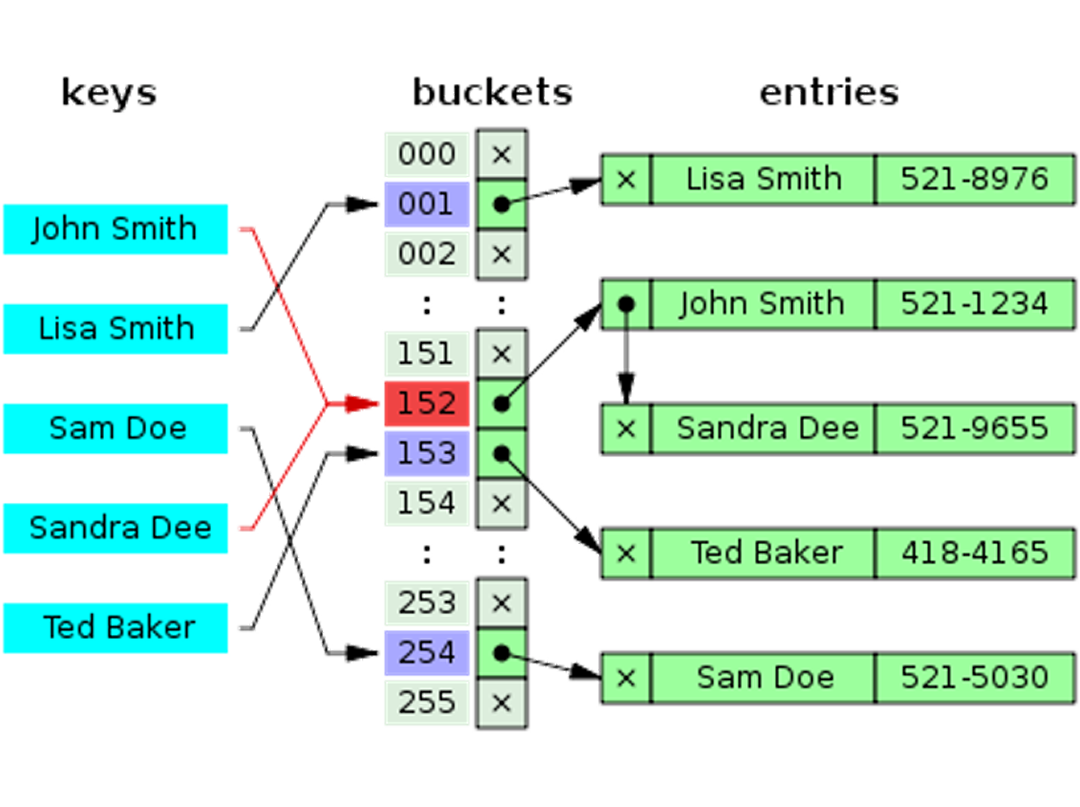 keys
buckets
entries
John Smith
Lisa Smith
Sam Doe
Sandra Dee
Ted Baker
000 ×
001
002 ×
: :
151 ×
152
153
154 ×
: :
253 ×
254
255 ×
× Lisa Smith 521-8976
John Smith 521-1234
× Sandra Dee 521-9655
× Ted Baker 418-4165
× Sam Doe 521-5030